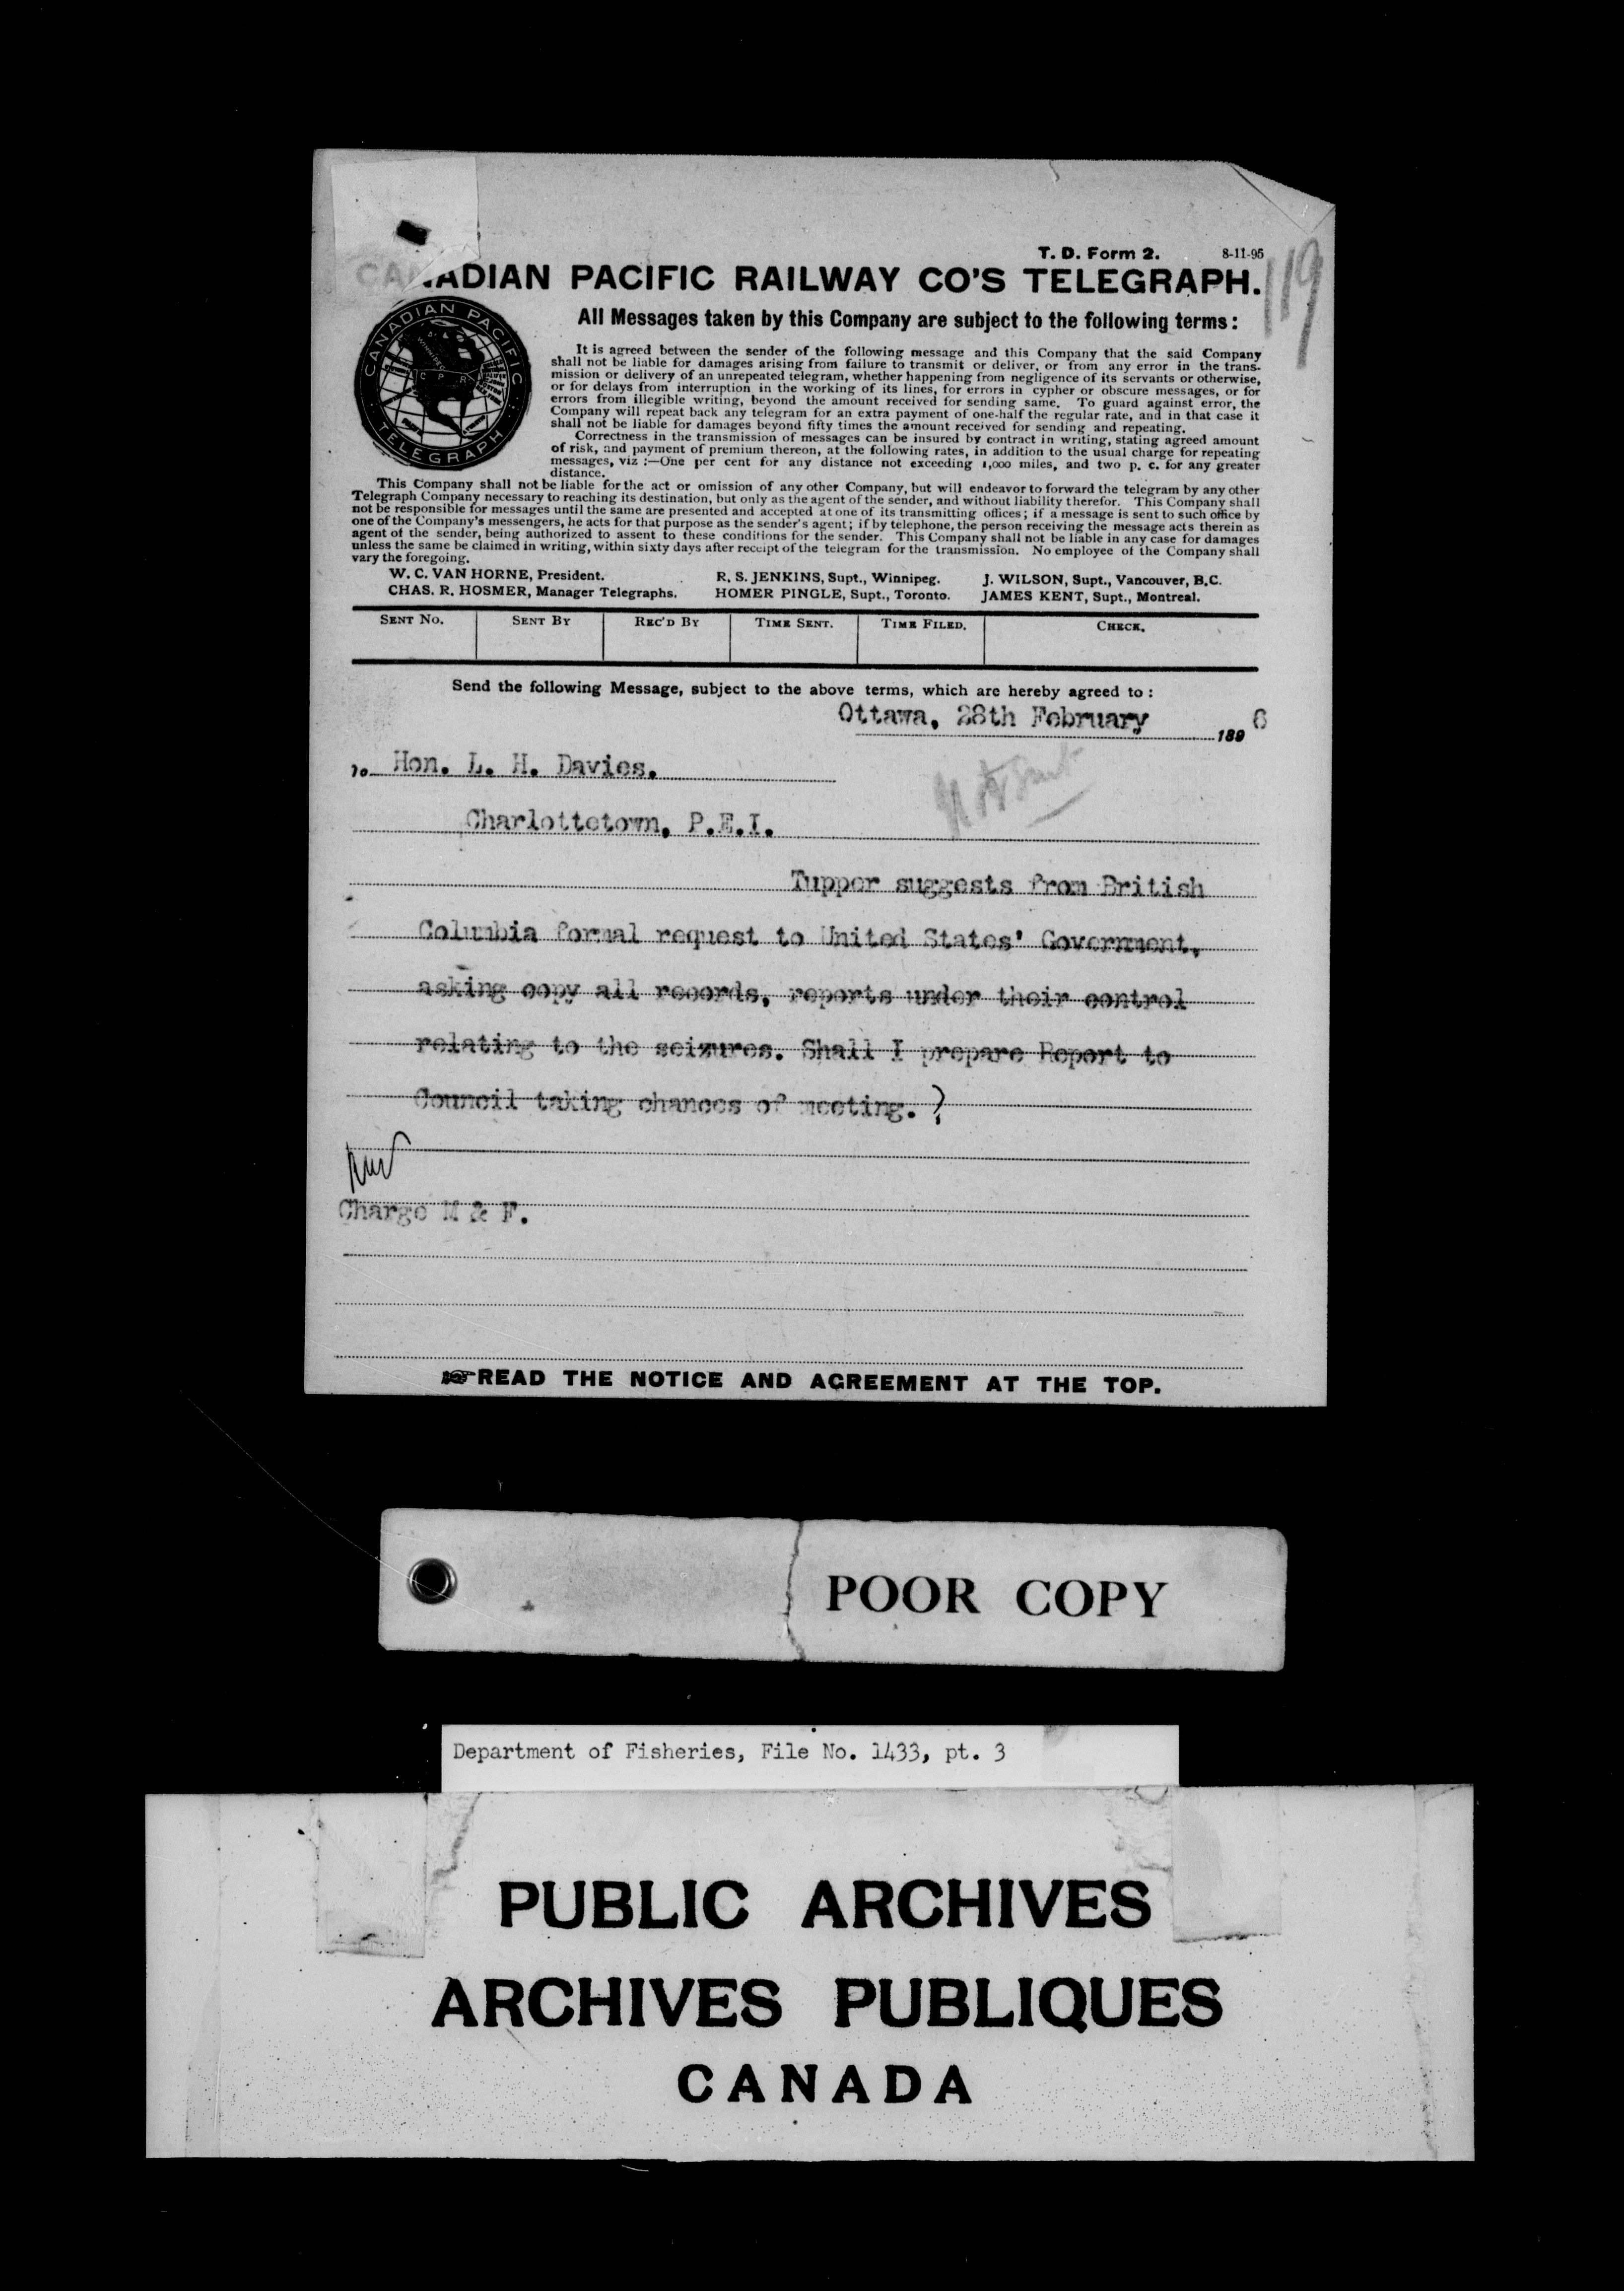 T. D. Form 2. 8-11-95
CANADIAN PACIFIC RAILWAY CO'S TELEGRAPH.
119
All Messages taken by this Company are subject to the following terms:
CANADIAN PACIFIC
TELEGRAPH
WINNIPEG
C. P. R.
It is agreed between the sender of the following message and this Company that the said Company
shall not be liable for damages arising from failure to transmit or deliver, or from any error in the trans-
mission or delivery of an unrepeated telegram, whether happening from negligence of its servants or otherwise,
or for delays from interruption in the working of its lines, for errors in cypher or obscure messages, or for
errors from illegible writing, beyond the amount received for sending same. To guard against error, the
Company will repeat back any telegram for an extra payment of one-half the regular rate, and in that case it
shall not be liable for damages beyond fifty times the amount received for sending and repeating.
Correctness in the transmission of messages can be insured by contract in writing, stating agreed amount
of risk, and payment of premium thereon, at the following rates, in addition to the usual charge for repeating
messages, viz :—One per cent for any distance not exceeding 1,000 miles, and two p. c. for any greater
distance.
This Company shall not be liable for the act or omission of any other Company, but will endeavor to forward the telegram by any other
Telegraph Company necessary to reaching its destination, but only as the agent of the sender, and without liability therefor. This Company shall
not be responsible for messages until the same are presented and accepted at one of its transmitting offices; if a message is sent to such office by
one of the Company's messengers, he acts for that purpose as the sender's agent; if by telephone, the person receiving the message acts therein as
agent of the sender, being authorized to assent to these conditions for the sender. This Company shall not be liable in any case for damages
unless the same be claimed in writing, within sixty days after receipt of the telegram for the transmission. No employee of the Company shall
vary the foregoing.
W. C. VAN HORNE, President. R. S. JENKINS, Supt., Winnipeg. J. WILSON, Supt., Vancouver, B.C.
CHAS. R. HOSMER, Manager Telegraphs. HOMER PINGLE, Supt., Toronto. JAMES KENT, Supt., Montreal.
SENT NO. SENT BY REC'D BY TIME SENT. TIME FILED. CHECK.
Send the following Message, subject to the above terms, which are hereby agreed to :
Ottawa, 28th February 1896
To Hon. L. H. Davies.
Not sent
Charlottetown, P.E.I.
Tupper suggests from British
Columbia formal request to United States' Government,
asking copy all records, reports under their control
relating to the seizures. Shall I prepare Report to
Council taking chances of meeting.?
Charge M & F.
READ THE NOTICE AND AGREEMENT AT THE TOP.
POOR COPY
Department of Fisheries, File No. 1433, pt. 3
PUBLIC ARCHIVES
ARCHIVES PUBLIQUES
CANADA